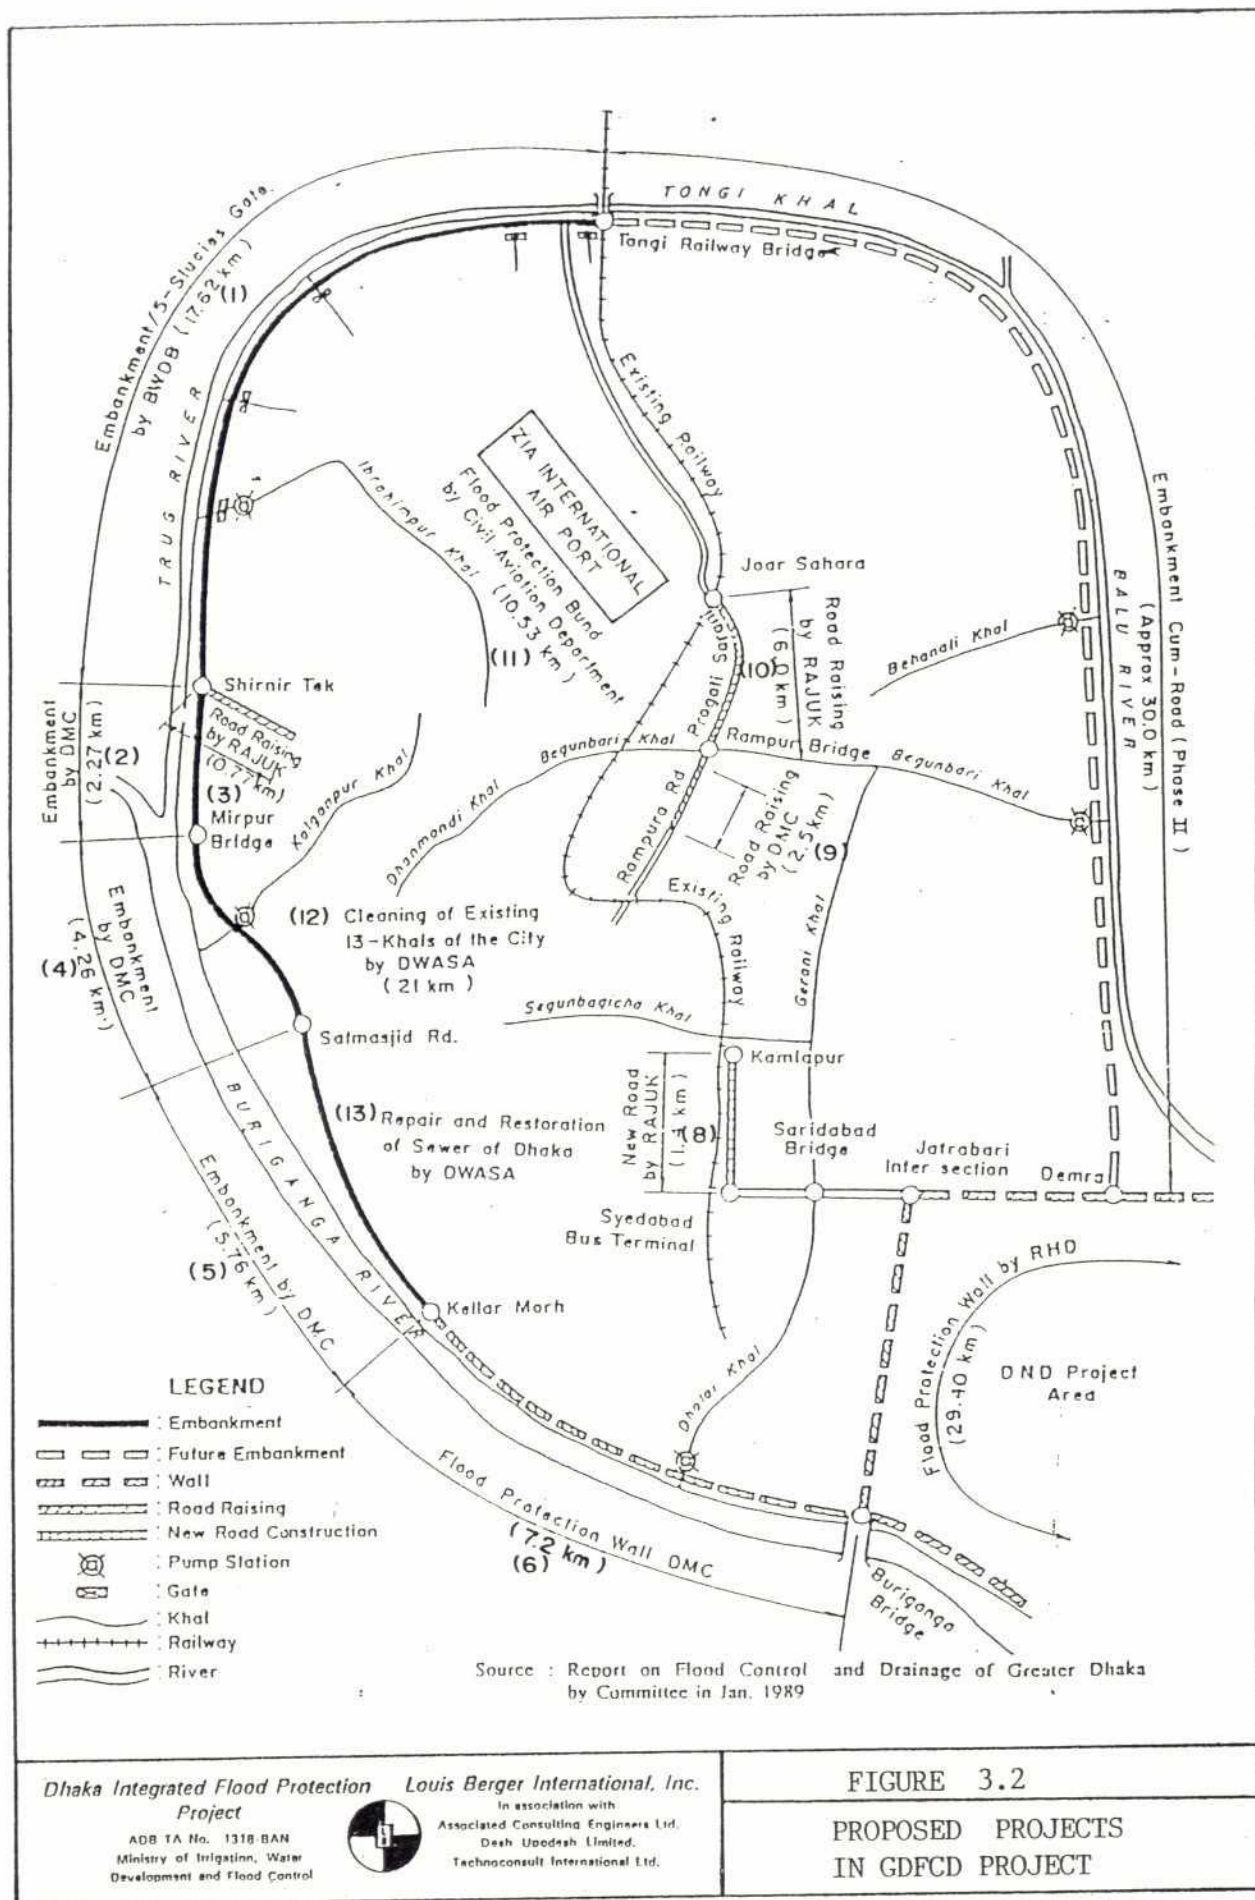 TONGI KHAL
Tongi Railway Bridge
Embankment/5-Slucies Gate.
by BWDB (17.62 km)
(1)
TRUG RIVER
Existing Railway
ZIA INTERNATIONAL
AIR PORT
Flood Protection Bund
by Civil Aviation Department
(10.53 km)
(11)
Ibrahimpur Khal
Joar Sahara
Road Raising
by RAJUK
(6.0 km)
(10)
Progati Sarani
Behanali Khal
BALU RIVER
Embankment Cum-Road (Phase II)
(Approx 30.0 km)
Shirnir Tek
Road Raising
by RAJUK
(0.77 km)
(3)
Embankment
by DMC
(2.27 km)
(2)
Mirpur
Bridge
Kalyanpur Khal
Dhanmondi Khal
Begunbari Khal
Rampur Bridge
Begunbari Khal
Rampura Rd
Road Raising
by DMC
(2.5km)
(9)
Existing Railway
Gerani Khal
Embankment
by DMC
(4.26 km)
(4)
(12) Cleaning of Existing
13-Khals of the City
by DWASA
(21 km)
Segunbagicha Khal
Satmasjid Rd.
Kamlapur
New Road
by RAJUK
(8)
(13) Repair and Restoration
of Sewer of Dhaka
by OWASA
Saridabad
Bridge
Jatrabari
Inter section
Demra
Syedabad
Bus Terminal
BURIGANGA RIVER
Embankment by DMC
(5.76 km)
(5)
Kellar Morh
Dholai Khal
Flood Protection Wall by RHD
(29.40 km)
DND Project
Area
Flood Protection Wall DMC
(7.2 km)
(6)
Buriganga
Bridge
LEGEND
: Embankment
: Future Embankment
: Wall
: Road Raising
: New Road Construction
: Pump Station
: Gate
: Khal
: Railway
: River
Source : Report on Flood Control and Drainage of Greater Dhaka
by Committee in Jan. 1989
Dhaka Integrated Flood Protection
Project
ADB TA No. 1318-BAN
Ministry of Irrigation, Water
Development and Flood Control
Louis Berger International, Inc.
In association with
Associated Consulting Engineers Ltd.
Desh Upodesh Limited.
Technoconsult International Ltd.
FIGURE 3.2
PROPOSED PROJECTS
IN GDFCD PROJECT